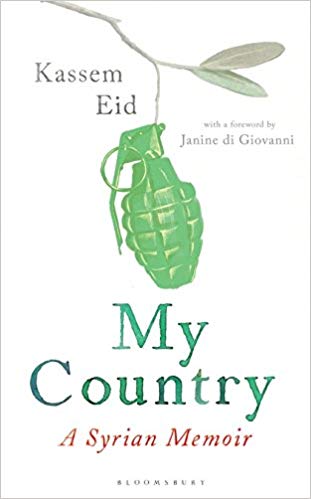 Kassem
Eid
with a foreword by
Janine di Giovanni
My
Country
A Syrian Memoir
BLOOMSBURY